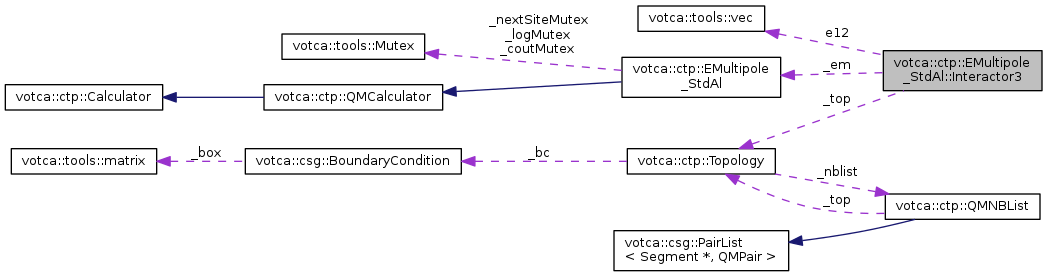 votca::tools::vec
_nextSiteMutex
_logMutex
_coutMutex
e12
votca::tools::Mutex
votca::ctp::EMultipole
_StdAl::Interactor3
votca::ctp::EMultipole
_StdAl
_em
votca::ctp::Calculator
votca::ctp::QMCalculator
_top
votca::tools::matrix
_box
votca::csg::BoundaryCondition
_bc
votca::ctp::Topology
_nblist
_top
votca::ctp::QMNBList
votca::csg::PairList
< Segment *, QMPair >